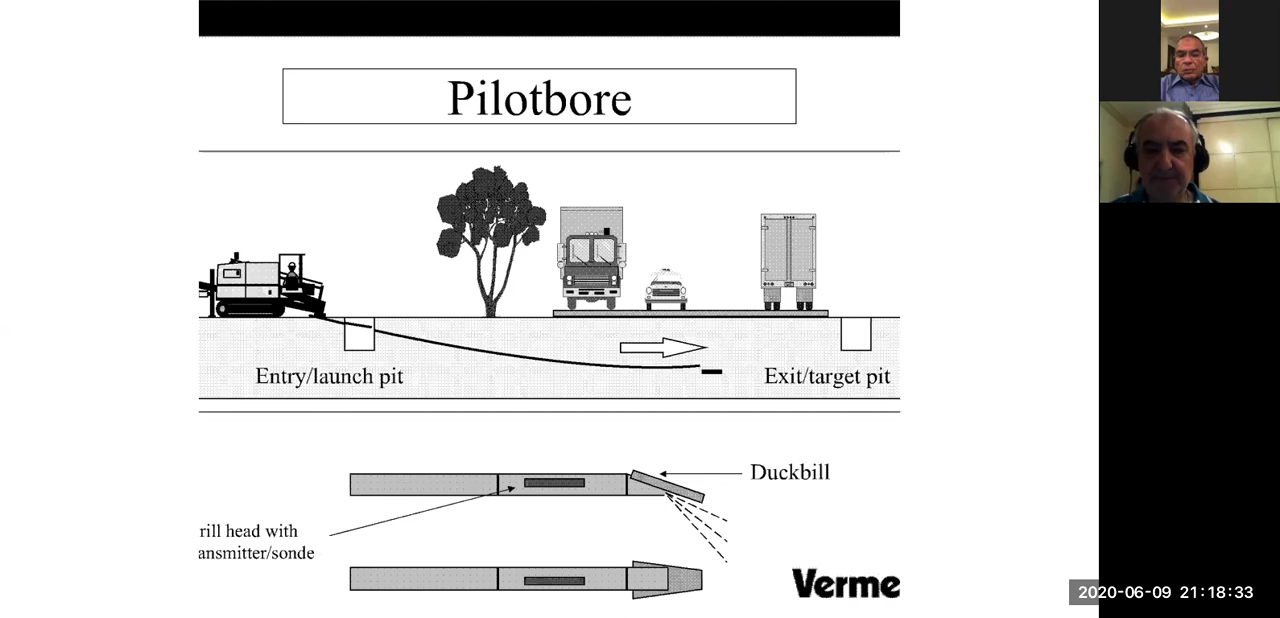 Pilotbore
Entry/launch pit
Exit/target pit
Duckbill
rill head with
ansmitter/sonde
Verme
2020-06-09 21:18:33